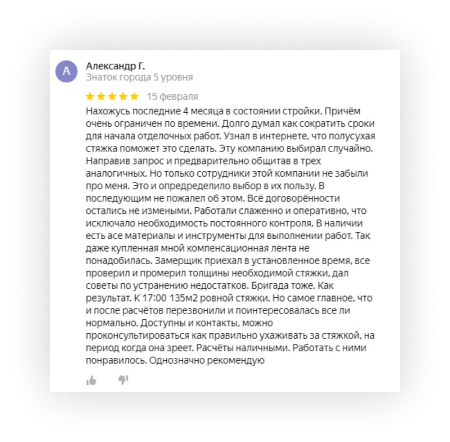 А
Александр Г.
Знаток города 5 уровня
★★★★★ 15 февраля
Нахожусь последние 4 месяца в состоянии стройки. Причём
очень ограничен по времени. Долго думал как сократить сроки
для начала отделочных работ. Узнал в интернете, что полусухая
стяжка поможет это сделать. Эту компанию выбирал случайно.
Направив запрос и предварительно общитав в трех
аналогичных. Но только сотрудники этой компании не забыли
про меня. Это и опредределило выбор в их пользу. В
последующим не пожалел об этом. Всё договорённости
остались не измеными. Работали слаженно и оперативно, что
исключало необходимость постоянного контроля. В наличии
есть асе материалы и инструменты для выполнении работ. Так
даже купленная мной компенсационная лента не
понадобилась. Замерщик приехал в установленное время, все
проверил и промерил толщины необходимой стяжки, дал
советы по устранению недостатков. Бригада тоже. Как
результат. К 17:00 135м2 ровной стяжки. Но самое главное, что
и после расчётов перезвонили и поинтересовалась все ли
нормально. Доступны и контакты, можно
проконсультироваться как правильно ухаживать за стяжкой, на
период когда она зреет. Расчёты наличными. Работать с ними
понравилось. Однозначно рекомендую